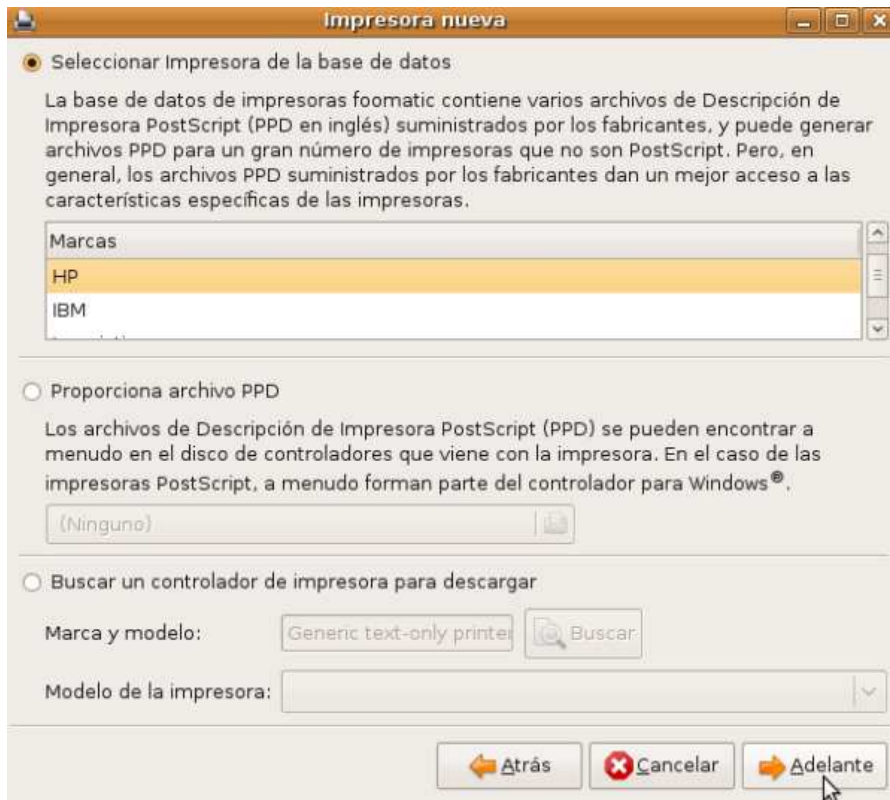 Impresora nueva
Seleccionar Impresora de la base de datos
La base de datos de impresoras foomatic contiene varios archivos de Descripción de
Impresora PostScript (PPD en inglés) suministrados por los fabricantes, y puede generar
archivos PPD para un gran número de impresoras que no son PostScript. Pero, en
general, los archivos PPD suministrados por los fabricantes dan un mejor acceso a las
características específicas de las impresoras.
Marcas
HP
IBM
Proporciona archivo PPD
Los archivos de Descripción de Impresora PostScript (PPD) se pueden encontrar a
menudo en el disco de controladores que viene con la impresora. En el caso de las
impresoras PostScript, a menudo forman parte del controlador para Windows®.
(Ninguno)
Buscar un controlador de impresora para descargar
Marca y modelo: Generic text-only printer Buscar
Modelo de la impresora:
Atrás Cancelar Adelante